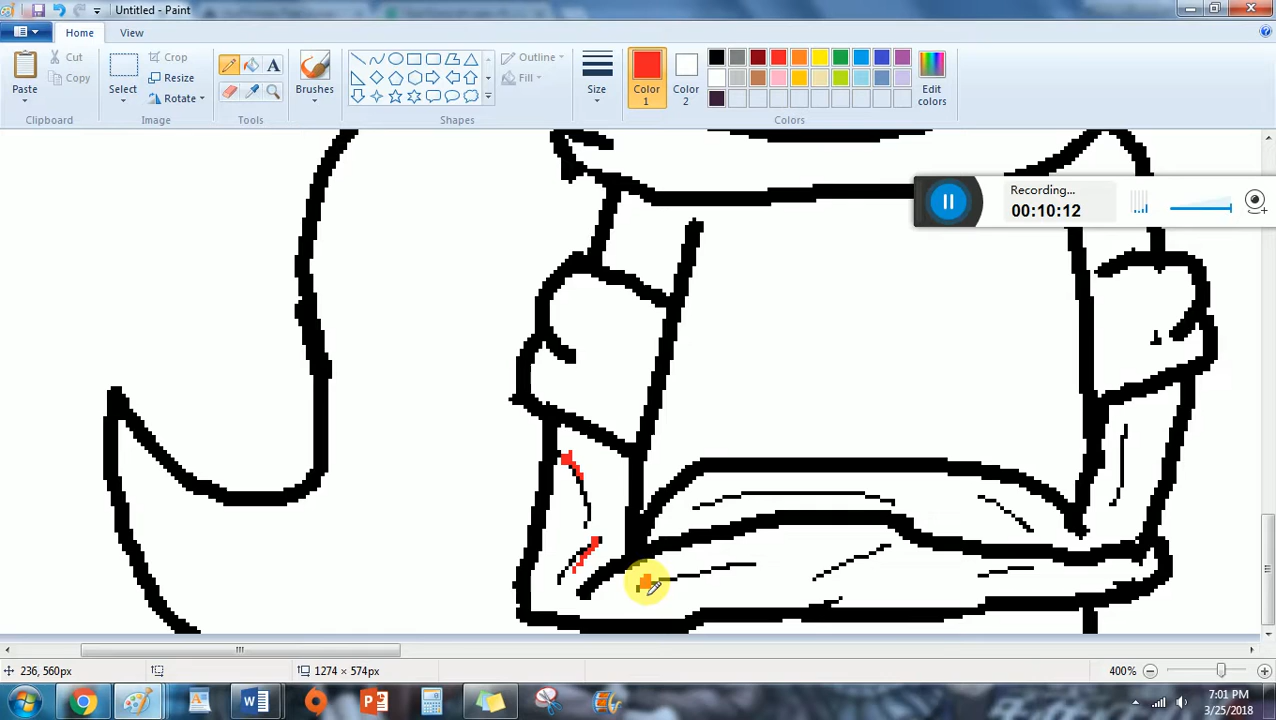 Untitled - Paint
Home
View
Paste
Cut
Copy
Clipboard
Select
Crop
Resize
Rotate
Image
A
Tools
Brushes
Outline
Fill
Shapes
Size
Color 1
Color 2
Edit colors
Colors
Recording...
00:10:12
236, 560px
1274 × 574px
400%
7:01 PM
3/25/2018